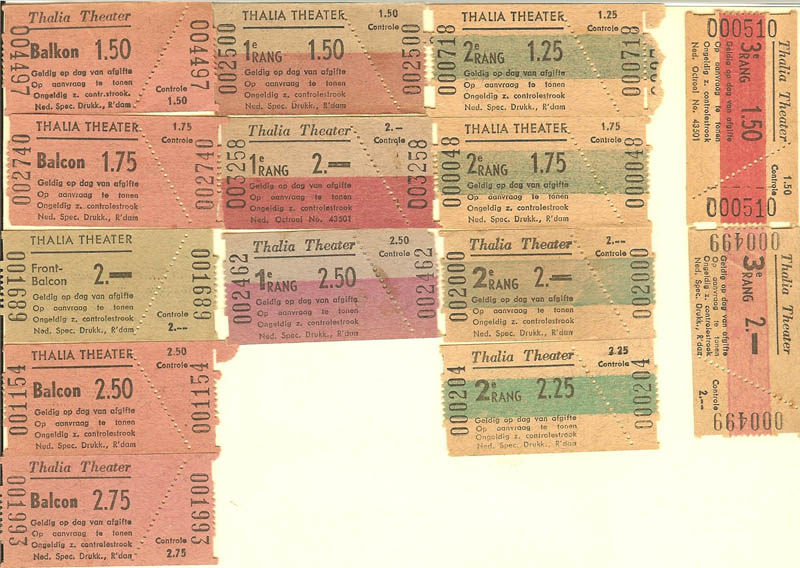 Thalia Theater
Balkon 1.50
Geldig op dag van afgifte
Op aanvraag te tonen
Ongeldig z. contr.strook
Ned. Spec. Drukk., R'dam
Controle
1.50
004497
004497
THALIA THEATER
1.75
Controle
Balcon 1.75
Geldig op dag van afgifte
Op aanvraag te tonen
Ongeldig z. controlestrook
Ned. Spec. Drukk., R'dam
002740
002740
THALIA THEATER
Front-
Balcon 2.—
Geldig op dag van afgifte
Op aanvraag te tonen
Ongeldig z. controlestrook
Ned. Spec. Drukk., R'dam
Controle
2.--
001689
001689
THALIA THEATER
2.50
Controle
Balcon 2.50
Geldig op dag van afgifte
Op aanvraag te tonen
Ongeldig z. controlestrook
Ned. Spec. Drukk., R'dam
001154
001154
Thalia Theater
Balcon 2.75
Geldig op dag van afgifte
Op aanvraag te tonen
Ongeldig z. controlestrook
Ned. Spec. Drukk., R'dam
Controle
2.75
001993
001993
THALIA THEATER
1.50
Controle
1e RANG 1.50
Geldig op dag van afgifte
Op aanvraag te tonen
Ongeldig z. controlestrook
Ned. Spec. Drukk., R'dam
002500
002500
Thalia Theater
2.—
Controle
1e RANG 2.—
Geldig op dag van afgifte
Op aanvraag te tonen
Ongeldig z. controlestrook
Ned. Octrool No. 43501
003258
003258
Thalia Theater
2.50
Controle
1e RANG 2.50
Geldig op dag van afgifte
Op aanvraag te tonen
Ongeldig z. controlestrook
Ned. Spec. Drukk., R'dam
002462
002462
THALIA THEATER
1.25
Controle
2e RANG 1.25
Geldig op dag van afgifte
Op aanvraag te tonen
Ongeldig z. controlestrook
Ned. Spec. Drukk., R'dam
000718
000718
THALIA THEATER
1.75
Controle
2e RANG 1.75
Geldig op dag van afgifte
Op aanvraag te tonen
Ongeldig z. controlestrook
Ned. Spec. Drukk., R'dam
000048
000048
THALIA THEATER
2.--
Controle
2e RANG 2.—
Geldig op dag van afgifte
Op aanvraag te tonen
Ongeldig z. controlestrook
Ned. Spec. Drukk., R'dam
002000
002000
Thalia Theater
2.25
Controle
2e RANG 2.25
Geldig op dag van afgifte
Op aanvraag te tonen
Ongeldig z. controlestrook
Ned. Spec. Drukk., R'dam
000204
000204
000510
Thalia Theater
3e RANG 1.50
Geldig op dag van afgifte
Op aanvraag te tonen
Ongeldig z. controlestrook
Ned. Octrool No. 43501
Controle
1.50
000510
000499
Thalia Theater
3e RANG 2.—
Geldig op dag van afgifte
Op aanvraag te tonen
Ongeldig z. controlestrook
Ned. Spec. Drukk., R'dam
Controle
2.--
000499